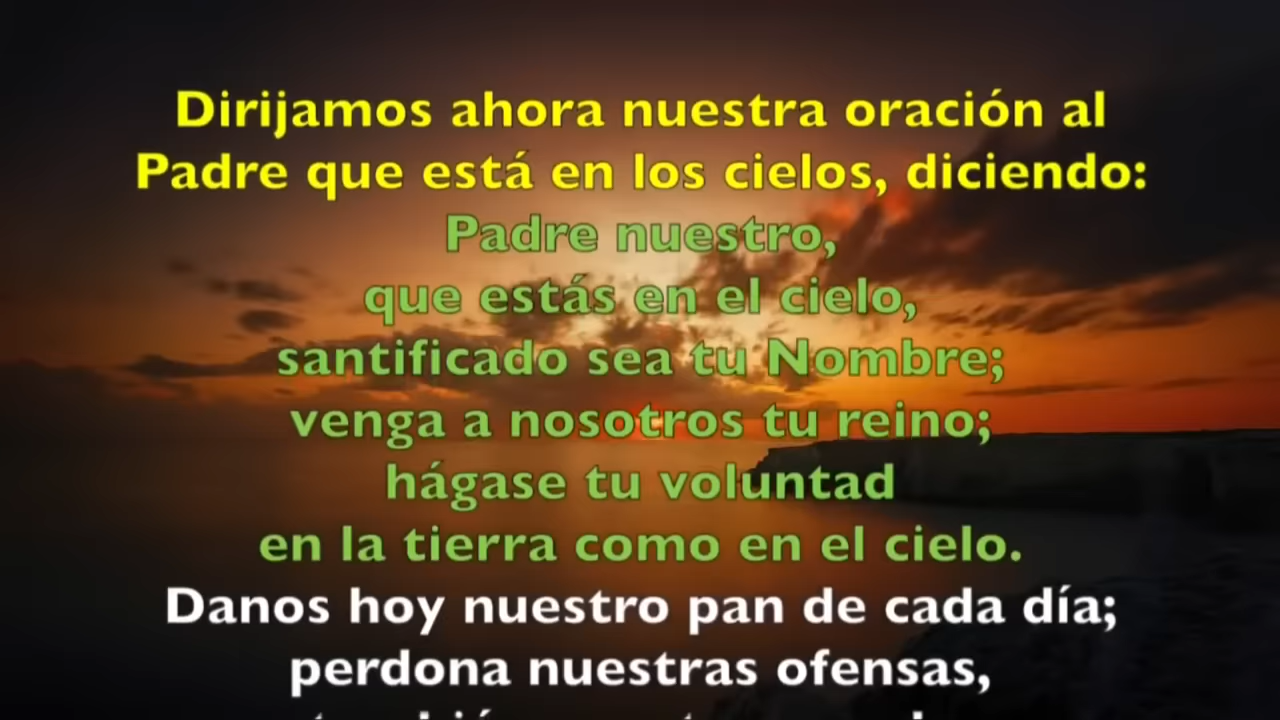 Dirijamos ahora nuestra oración al
Padre que está en los cielos, diciendo:
Padre nuestro,
que estás en el cielo,
santificado sea tu Nombre;
venga a nosotros tu reino;
hágase tu voluntad
en la tierra como en el cielo.
Danos hoy nuestro pan de cada día;
perdona nuestras ofensas,